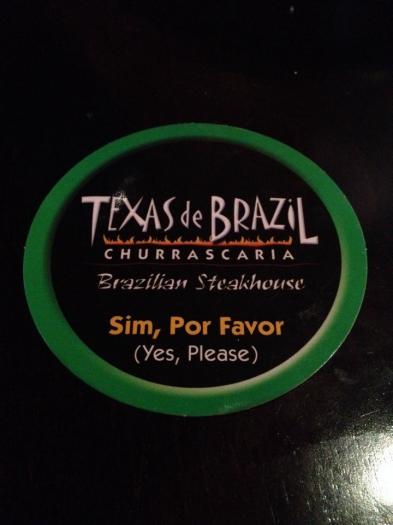 TEXAS de BRAZIL
CHURRASCARIA
Brazilian Steakhouse
Sim, Por Favor
(Yes, Please)